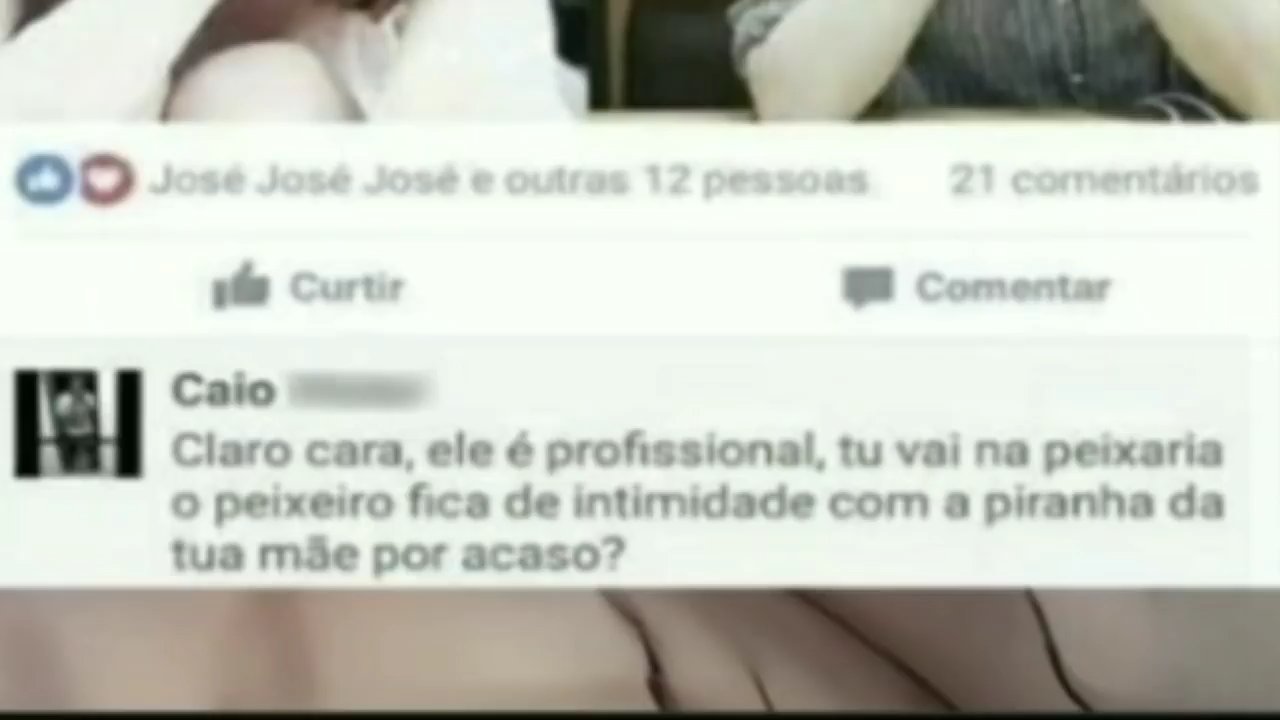 José José José e outras 12 pessoas. 21 comentários
Curtir Comentar
Caio
Claro cara, ele é profissional, tu vai na peixaria
o peixeiro fica de intimidade com a piranha da
tua mãe por acaso?